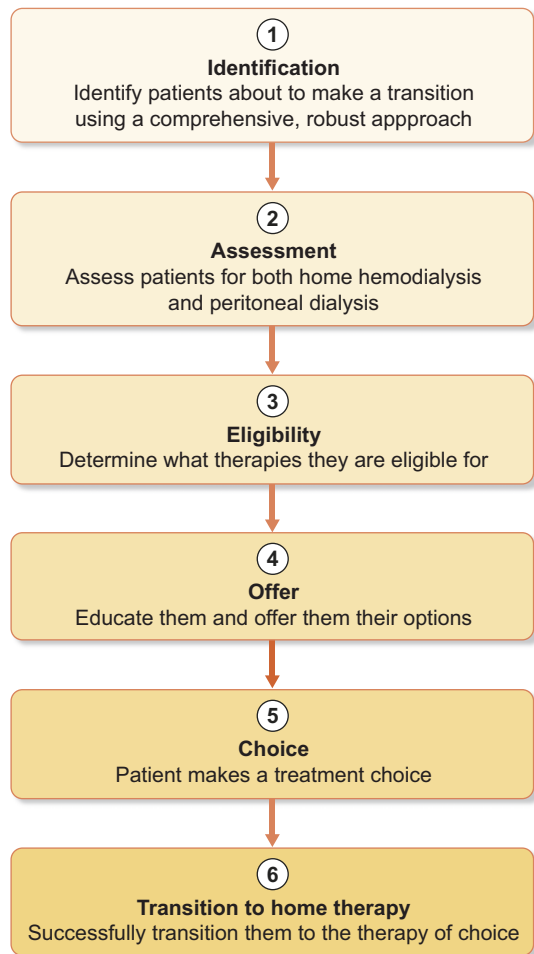 1
Identification
Identify patients about to make a transition
using a comprehensive, robust appproach
2
Assessment
Assess patients for both home hemodialysis
and peritoneal dialysis
3
Eligibility
Determine what therapies they are eligible for
4
Offer
Educate them and offer them their options
5
Choice
Patient makes a treatment choice
6
Transition to home therapy
Successfully transition them to the therapy of choice